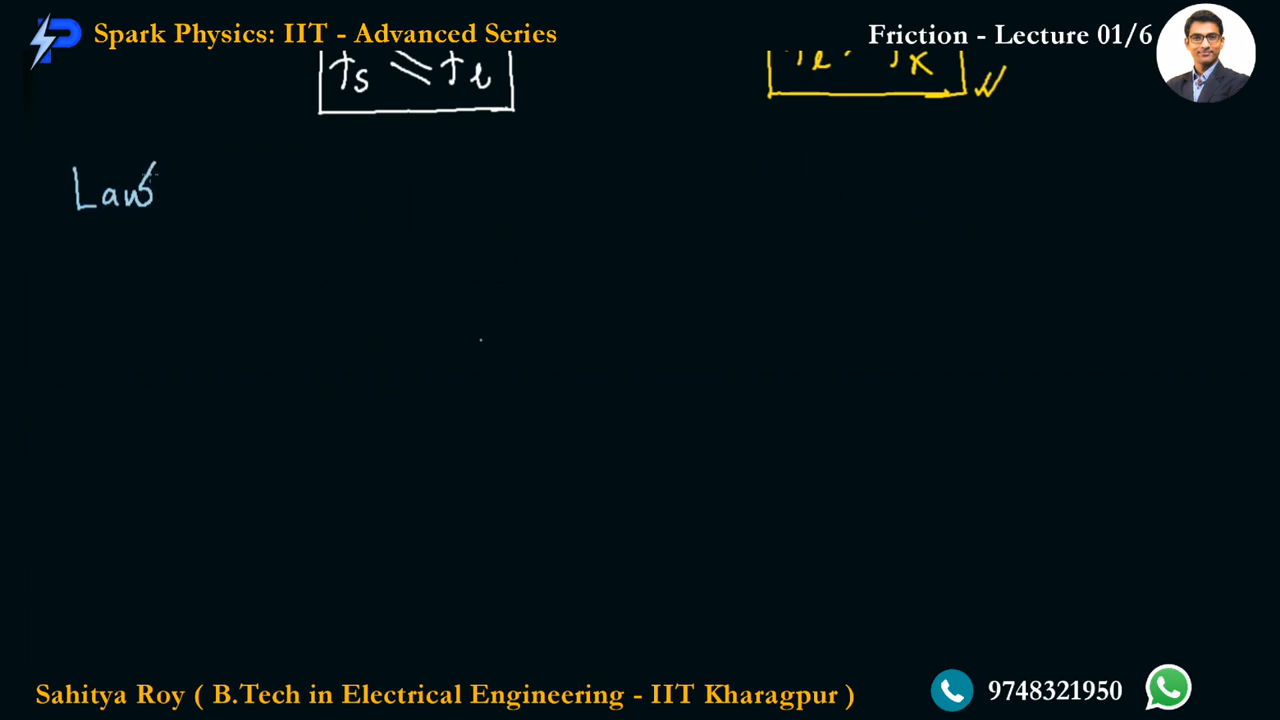 Spark Physics: IIT - Advanced Series
Friction - Lecture 01/6
fs ≤ fl
Laws
Sahitya Roy ( B.Tech in Electrical Engineering - IIT Kharagpur )
9748321950